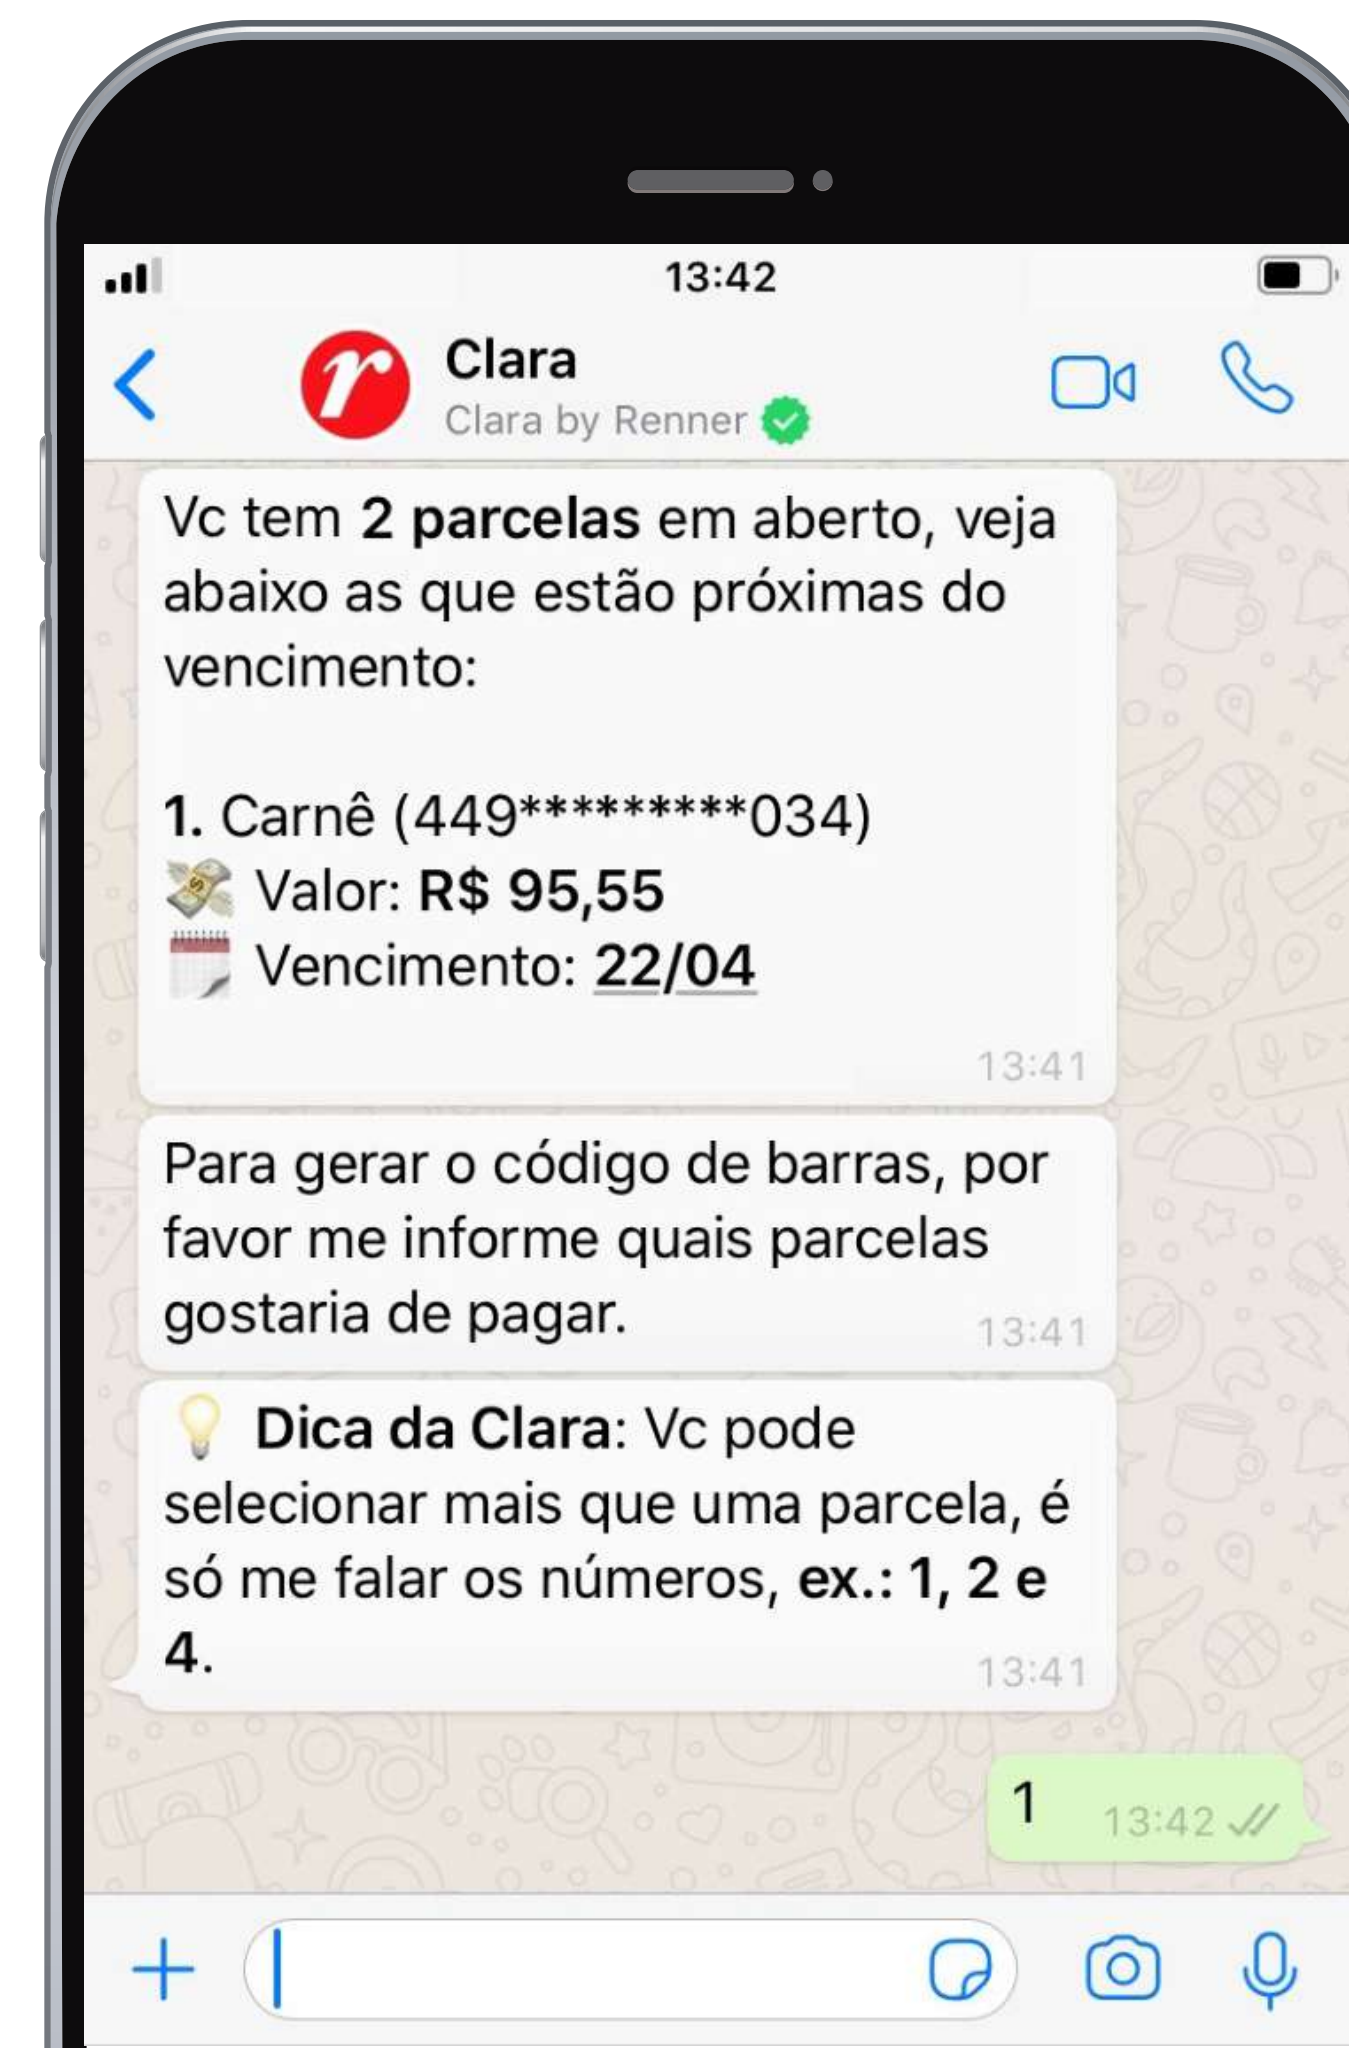 13:42
r
Clara
Clara by Renner
Vc tem 2 parcelas em aberto, veja
abaixo as que estão próximas do
vencimento:
1. Carnê (449*********034)
Valor: R$ 95,55
Vencimento: 22/04
13:41
Para gerar o código de barras, por
favor me informe quais parcelas
gostaria de pagar.
13:41
Dica da Clara: Vc pode
selecionar mais que uma parcela, é
só me falar os números, ex.: 1, 2 e
4.
13:41
1
13:42